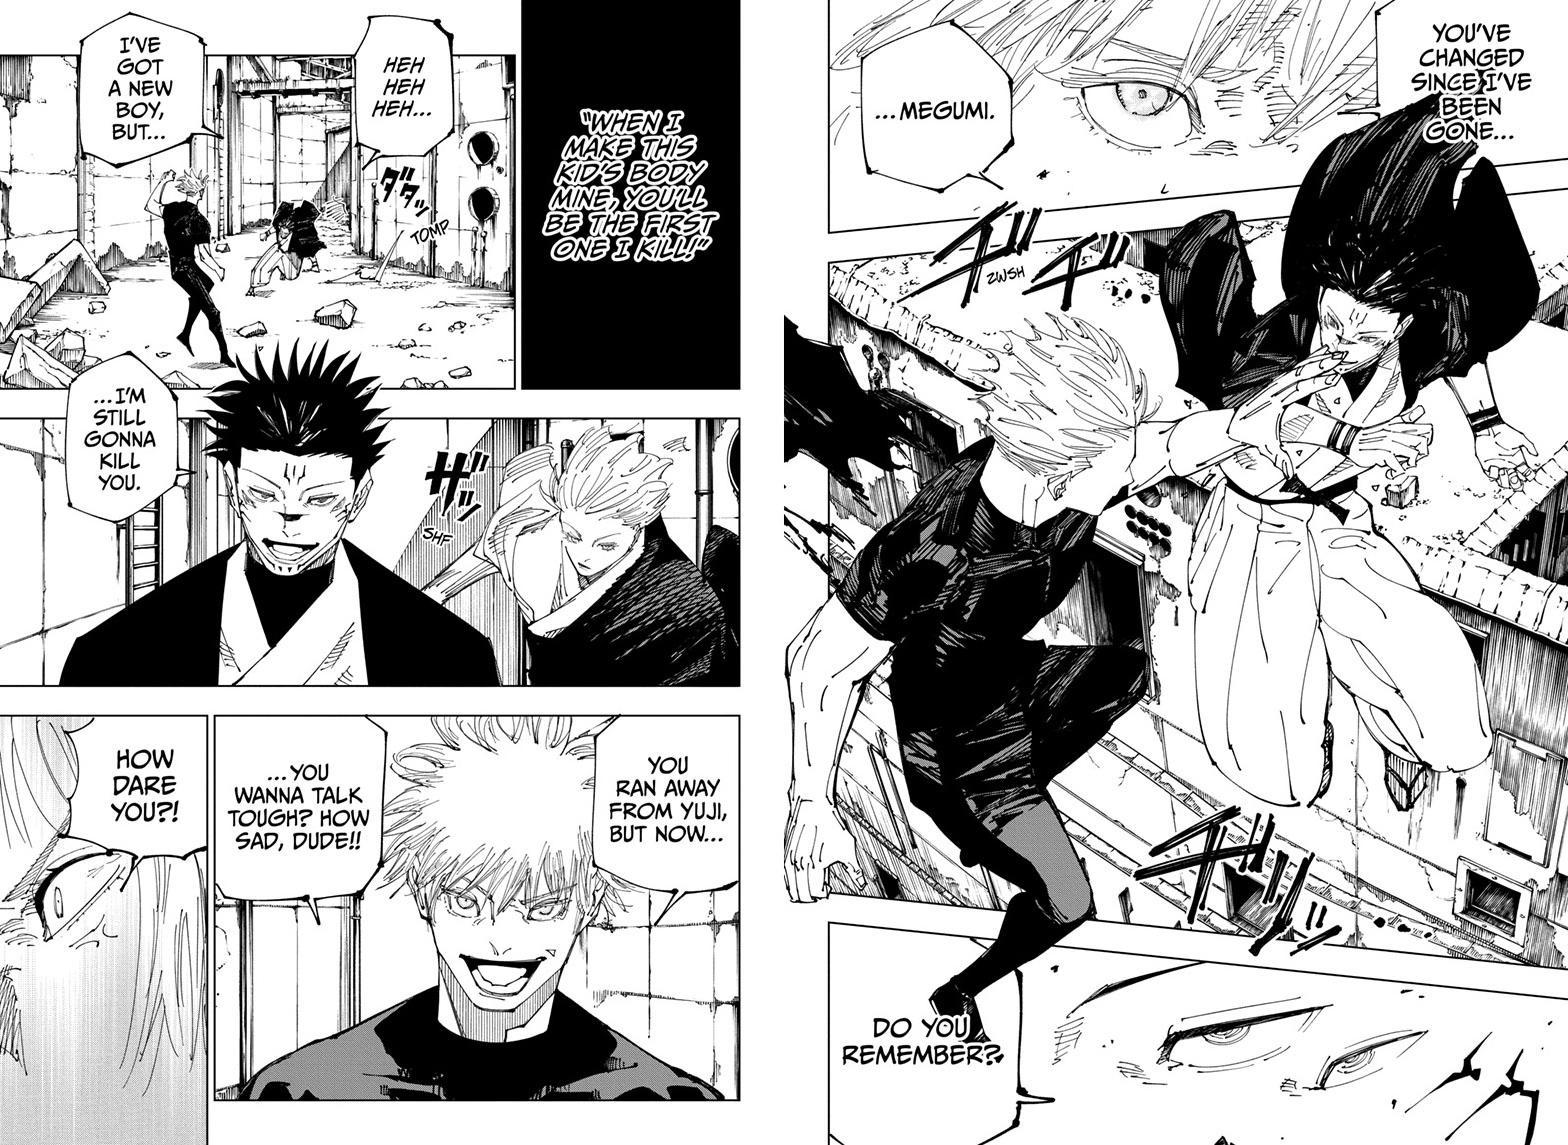 YOU'VE
CHANGED
SINCE I'VE
BEEN
GONE...
...MEGUMI.
ZWSH
DO YOU
REMEMBER?
"WHEN I
MAKE THIS
KID'S BODY
MINE, YOU'LL
BE THE FIRST
ONE I KILL!"
HEH
HEH
HEH...
TOMP
I'VE
GOT
A NEW
BOY,
BUT...
...I'M
STILL
GONNA
KILL
YOU.
ザッ
SHF
YOU
RAN AWAY
FROM YUJI,
BUT NOW...
...YOU
WANNA TALK
TOUGH? HOW
SAD, DUDE!!
HOW
DARE
YOU?!